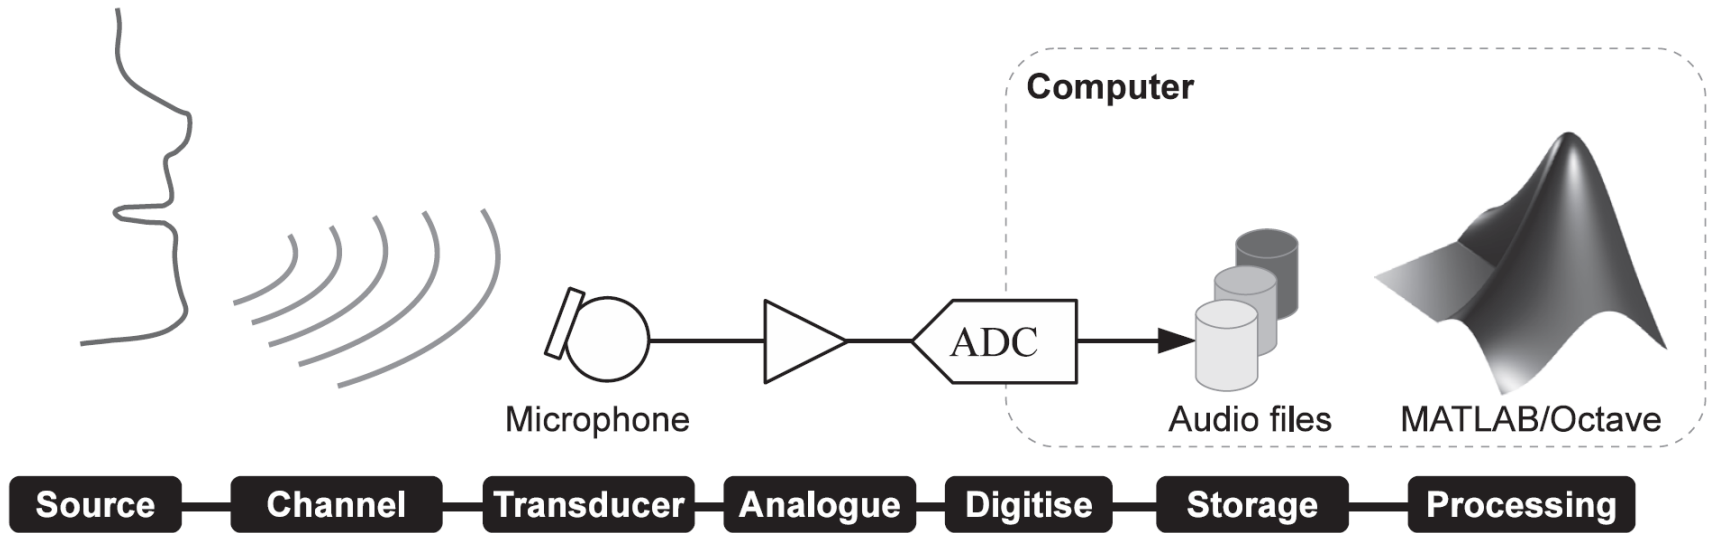 Computer
ADC
Microphone
Audio files
MATLAB/Octave
Source
Channel
Transducer
Analogue
Digitise
Storage
Processing